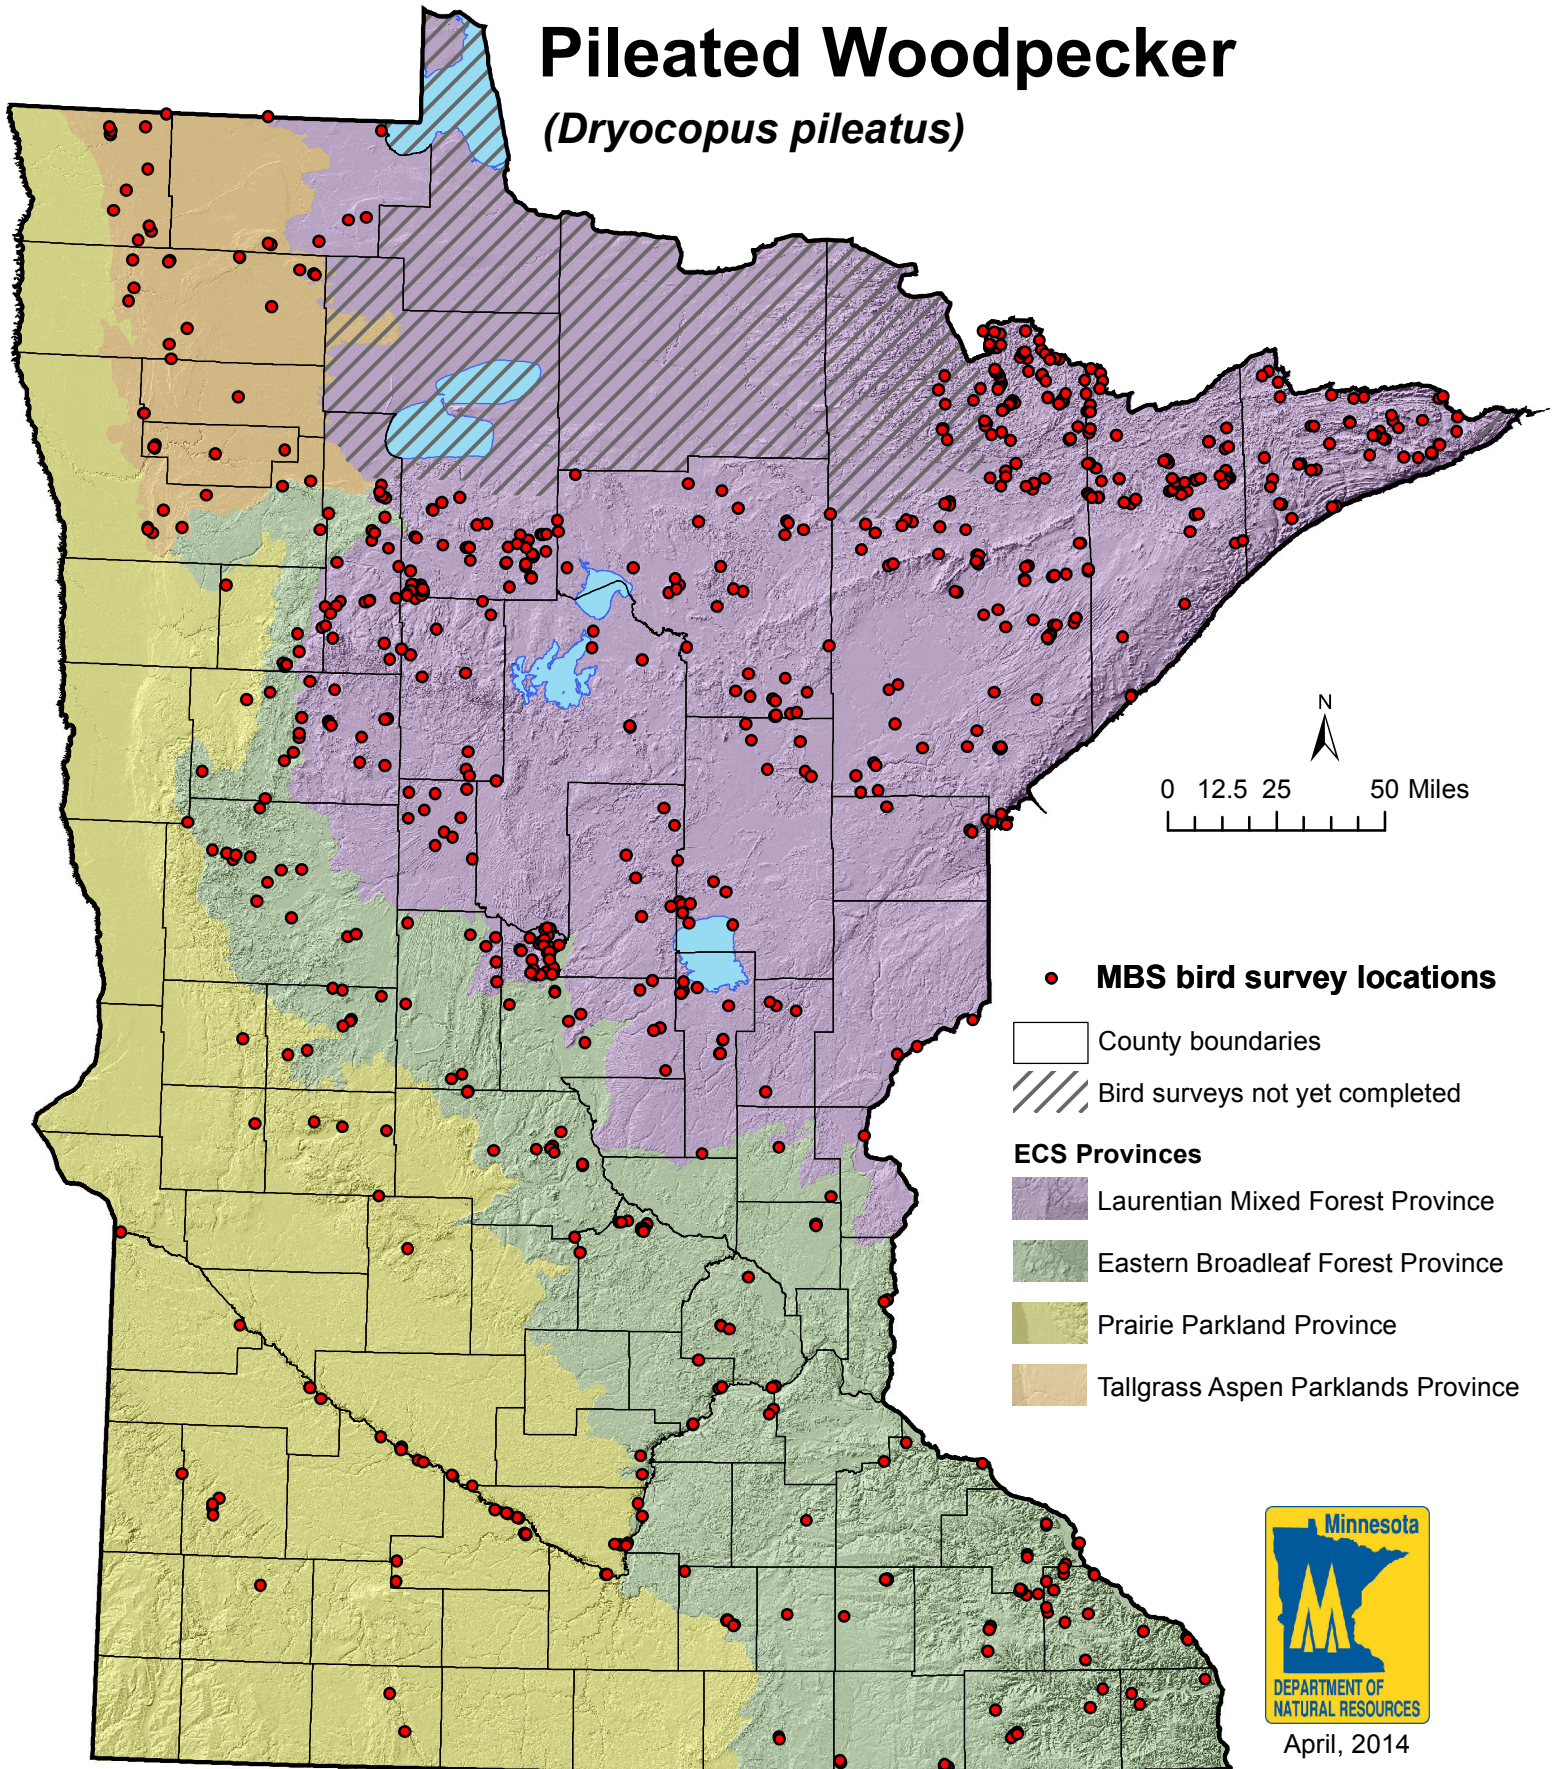 Pileated Woodpecker
(Dryocopus pileatus)
N
0 12.5 25 50 Miles
MBS bird survey locations
County boundaries
Bird surveys not yet completed
ECS Provinces
Laurentian Mixed Forest Province
Eastern Broadleaf Forest Province
Prairie Parkland Province
Tallgrass Aspen Parklands Province
Minnesota
DEPARTMENT OF
NATURAL RESOURCES
April, 2014